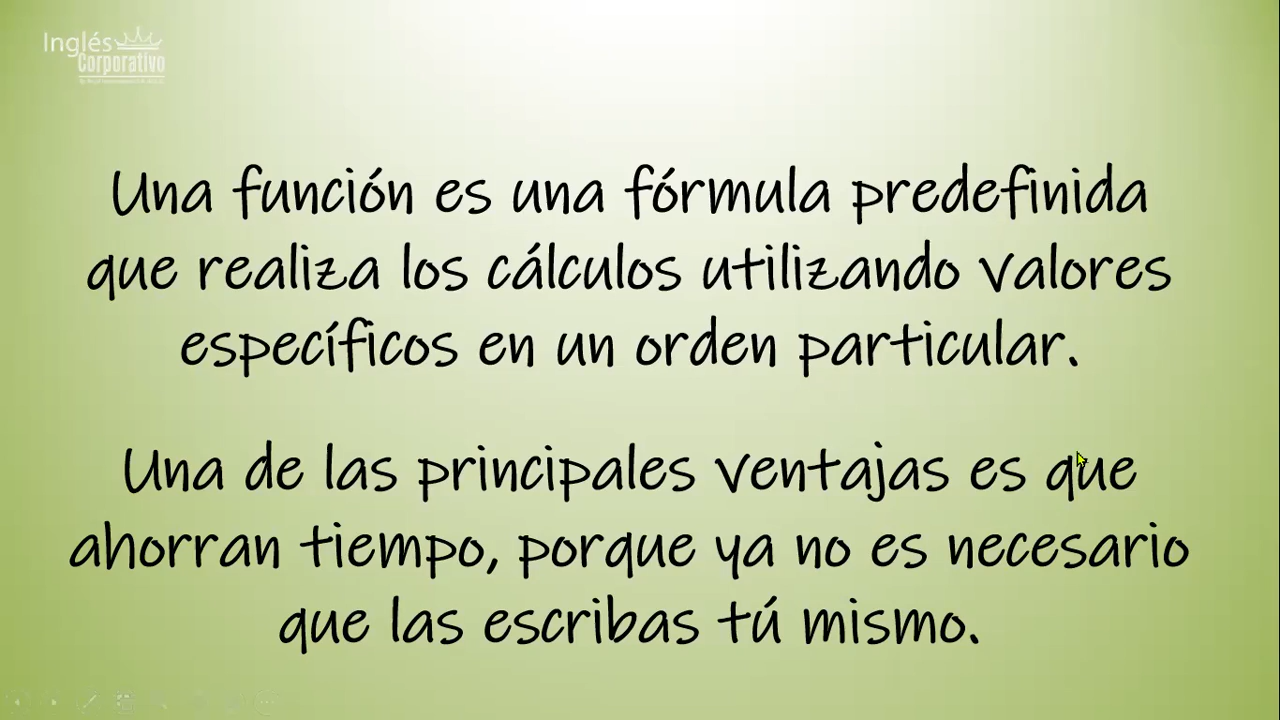 Inglés
Corporativo
Una función es una fórmula predefinida
que realiza los cálculos utilizando valores
específicos en un orden particular.
Una de las principales ventajas es que
ahorran tiempo, porque ya no es necesario
que las escribas tú mismo.